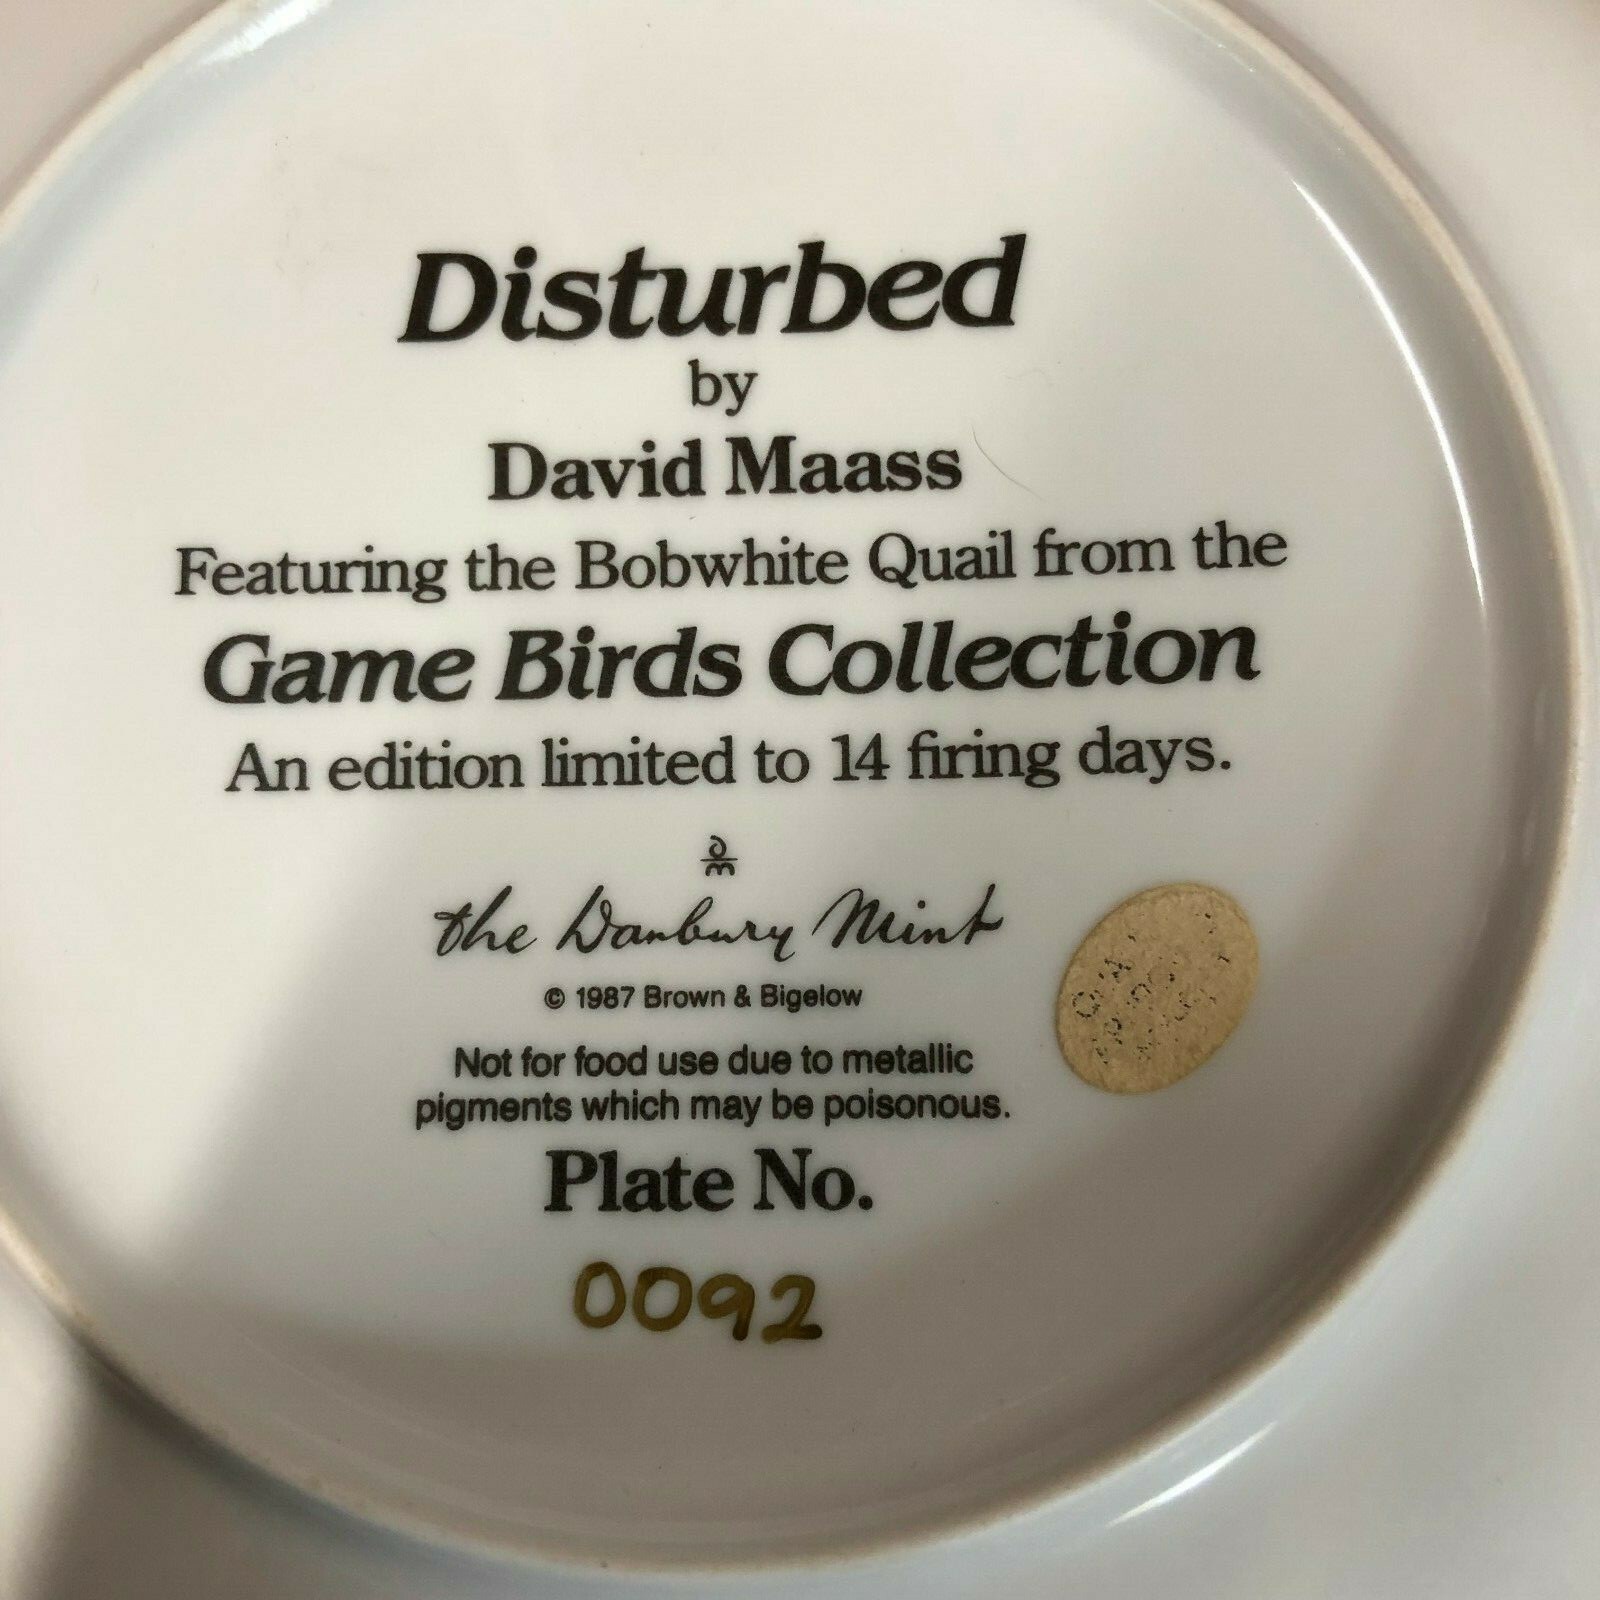 Disturbed
by
David Maass
Featuring the Bobwhite Quail from the
Game Birds Collection
An edition limited to 14 firing days.
the Danbury Mint
© 1987 Brown & Bigelow
Not for food use due to metallic
pigments which may be poisonous.
Plate No.
0092